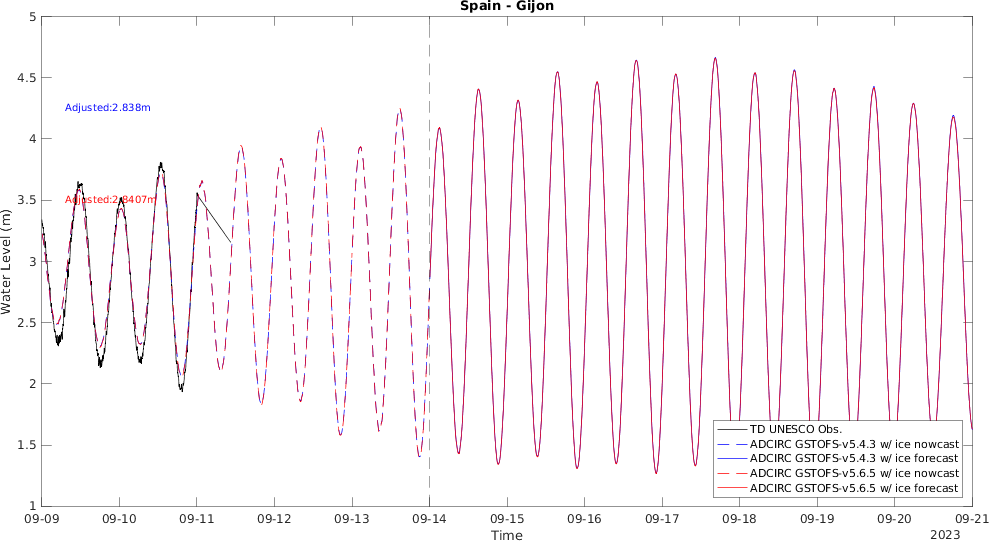 Spain - Gijon
5
4.5
Adjusted:2.838m
4
3.5
Adjusted:2.8407m
3
Water Level (m)
2.5
2
1.5
1
TD UNESCO Obs.
ADCIRC GSTOFS-v5.4.3 w/ ice nowcast
ADCIRC GSTOFS-v5.4.3 w/ ice forecast
ADCIRC GSTOFS-v5.6.5 w/ ice nowcast
ADCIRC GSTOFS-v5.6.5 w/ ice forecast
09-09 09-10 09-11 09-12 09-13 09-14 09-15 09-16 09-17 09-18 09-19 09-20 09-21
Time
2023